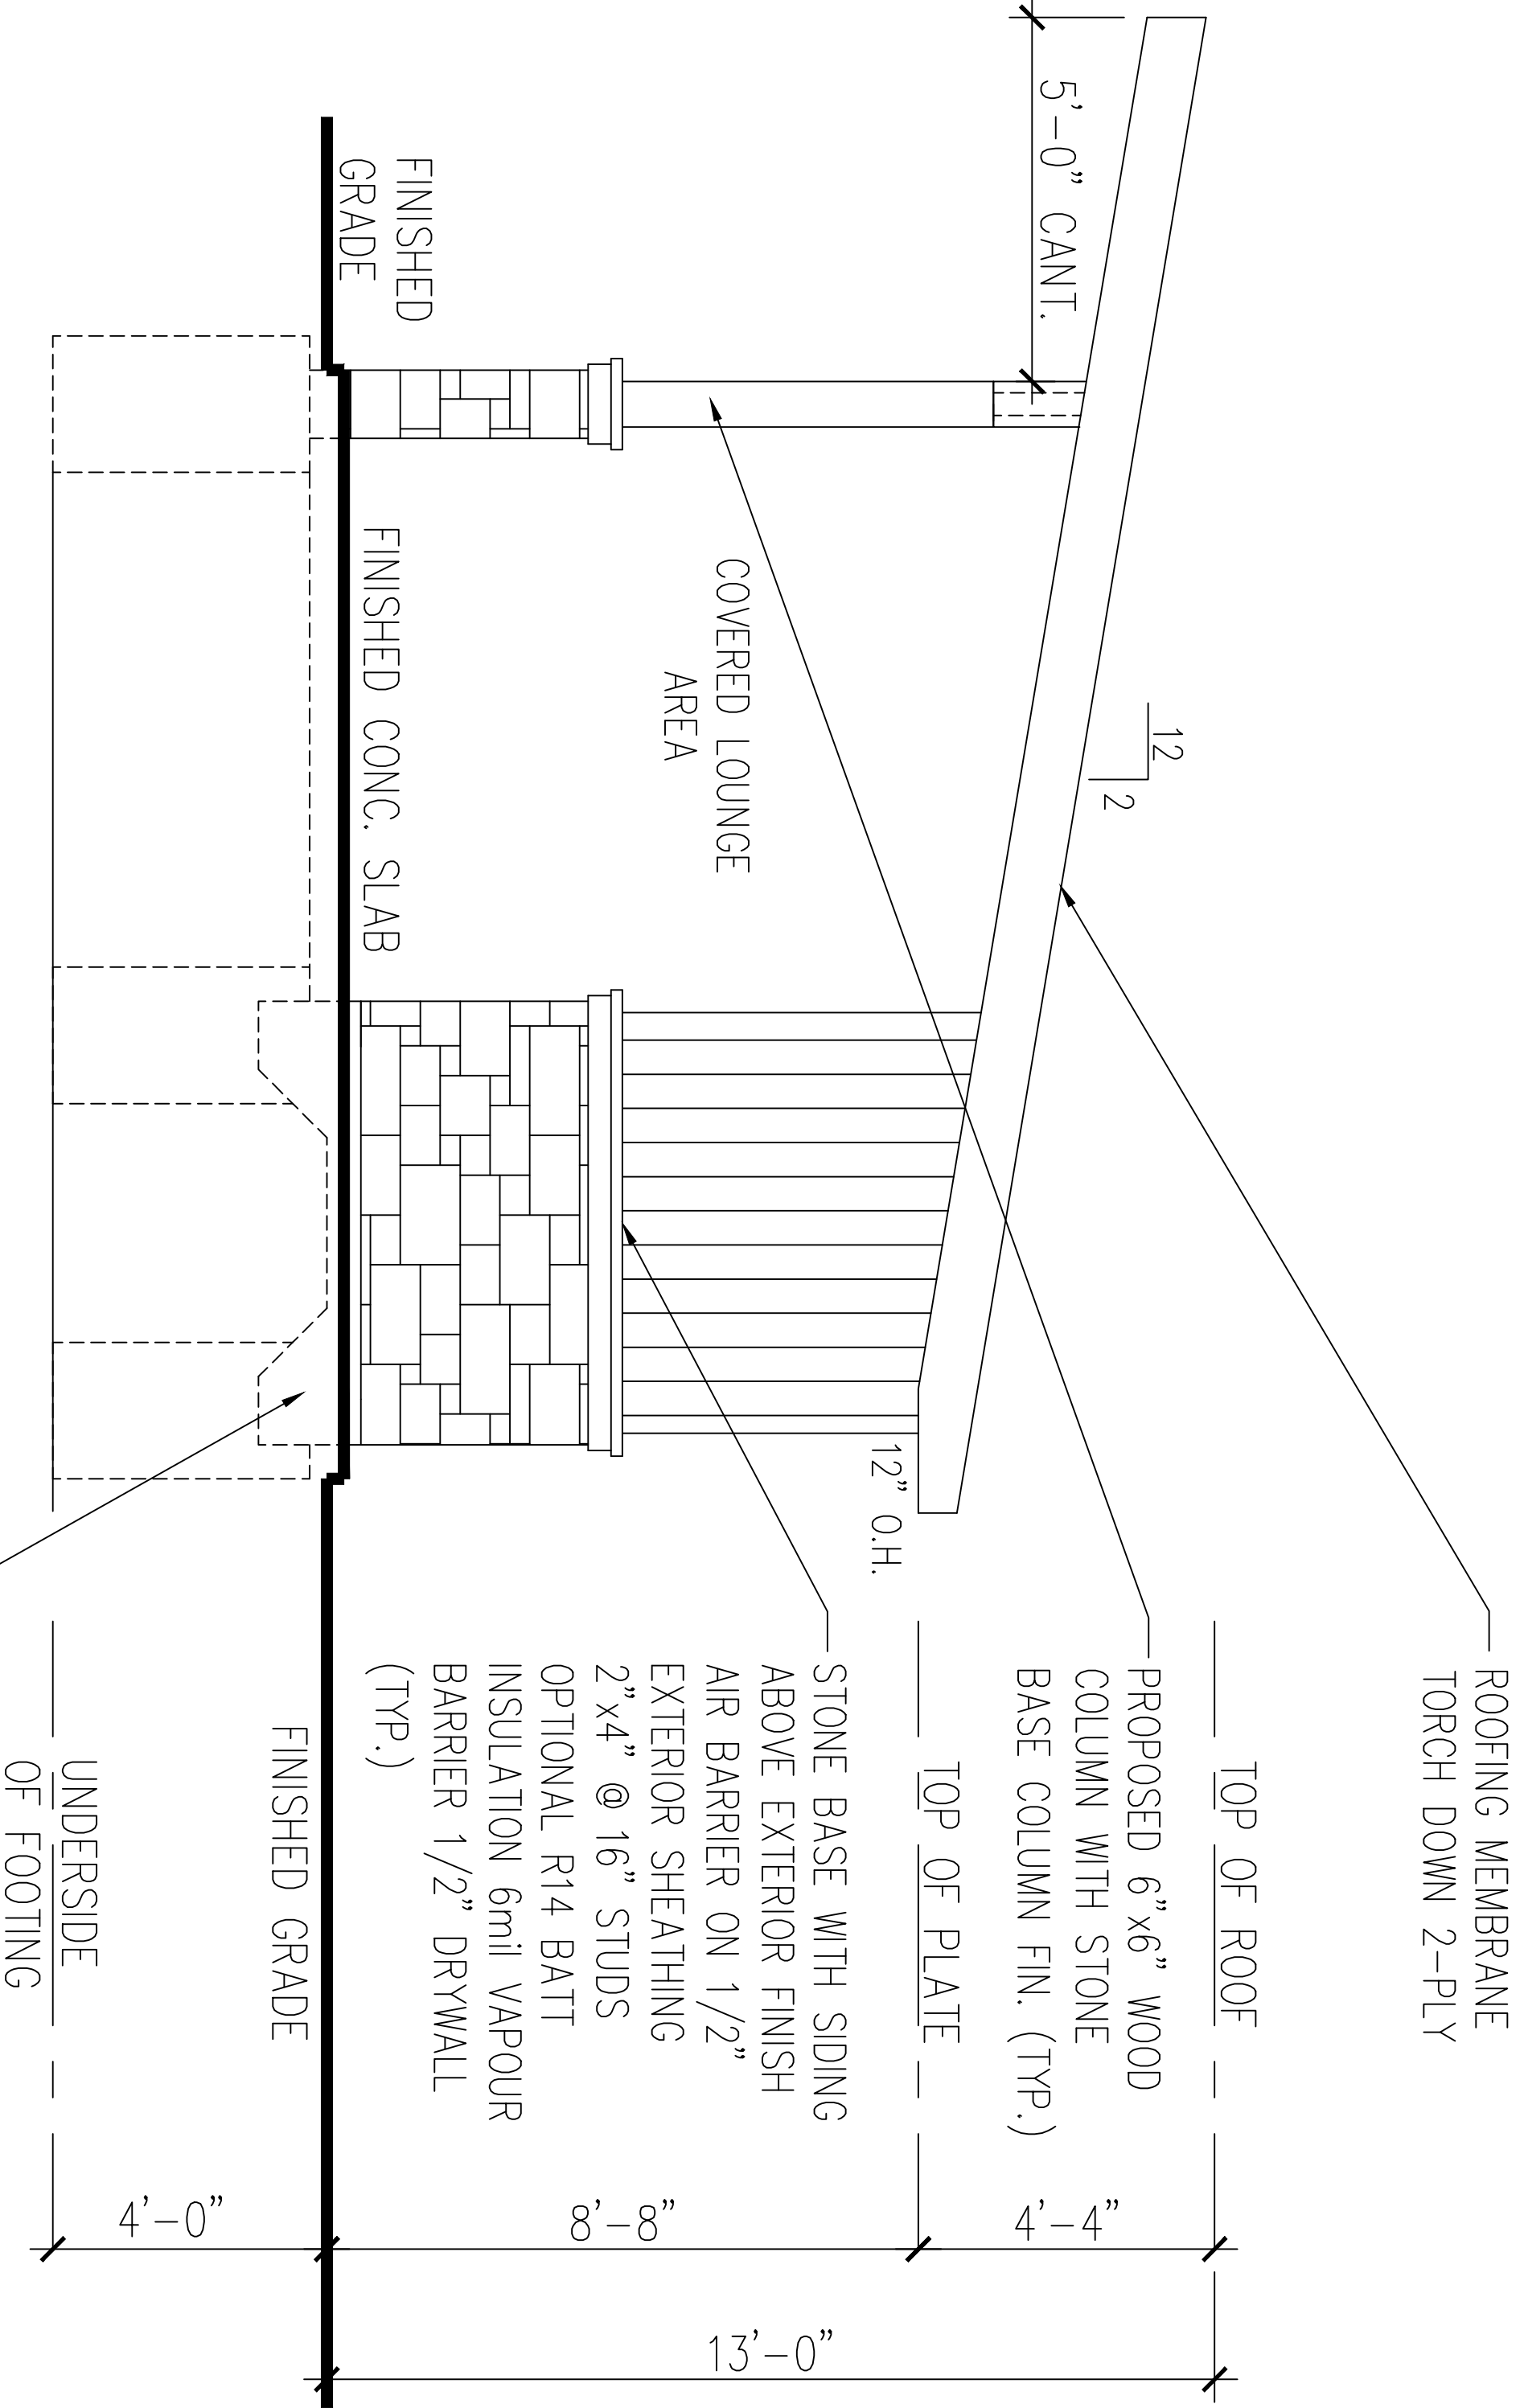 ROOFING MEMBRANE
TORCH DOWN 2-PLY
12
2
5'-0" CANT.
TOP OF ROOF
PROPOSED 6"x6" WOOD
COLUMN WITH STONE
BASE COLUMN FIN. (TYP.)
4'-4"
TOP OF PLATE
12" O.H.
COVERED LOUNGE
AREA
STONE BASE WITH SIDING
ABOVE EXTERIOR FINISH
AIR BARRIER ON 1/2"
EXTERIOR SHEATHING
2"x4" @ 16" STUDS
OPTIONAL R14 BATT
INSULATION 6mil VAPOUR
BARRIER 1/2" DRYWALL
(TYP.)
8'-8"
13'-0"
FINISHED
GRADE
FINISHED CONC. SLAB
FINISHED GRADE
4'-0"
UNDERSIDE
OF FOOTING